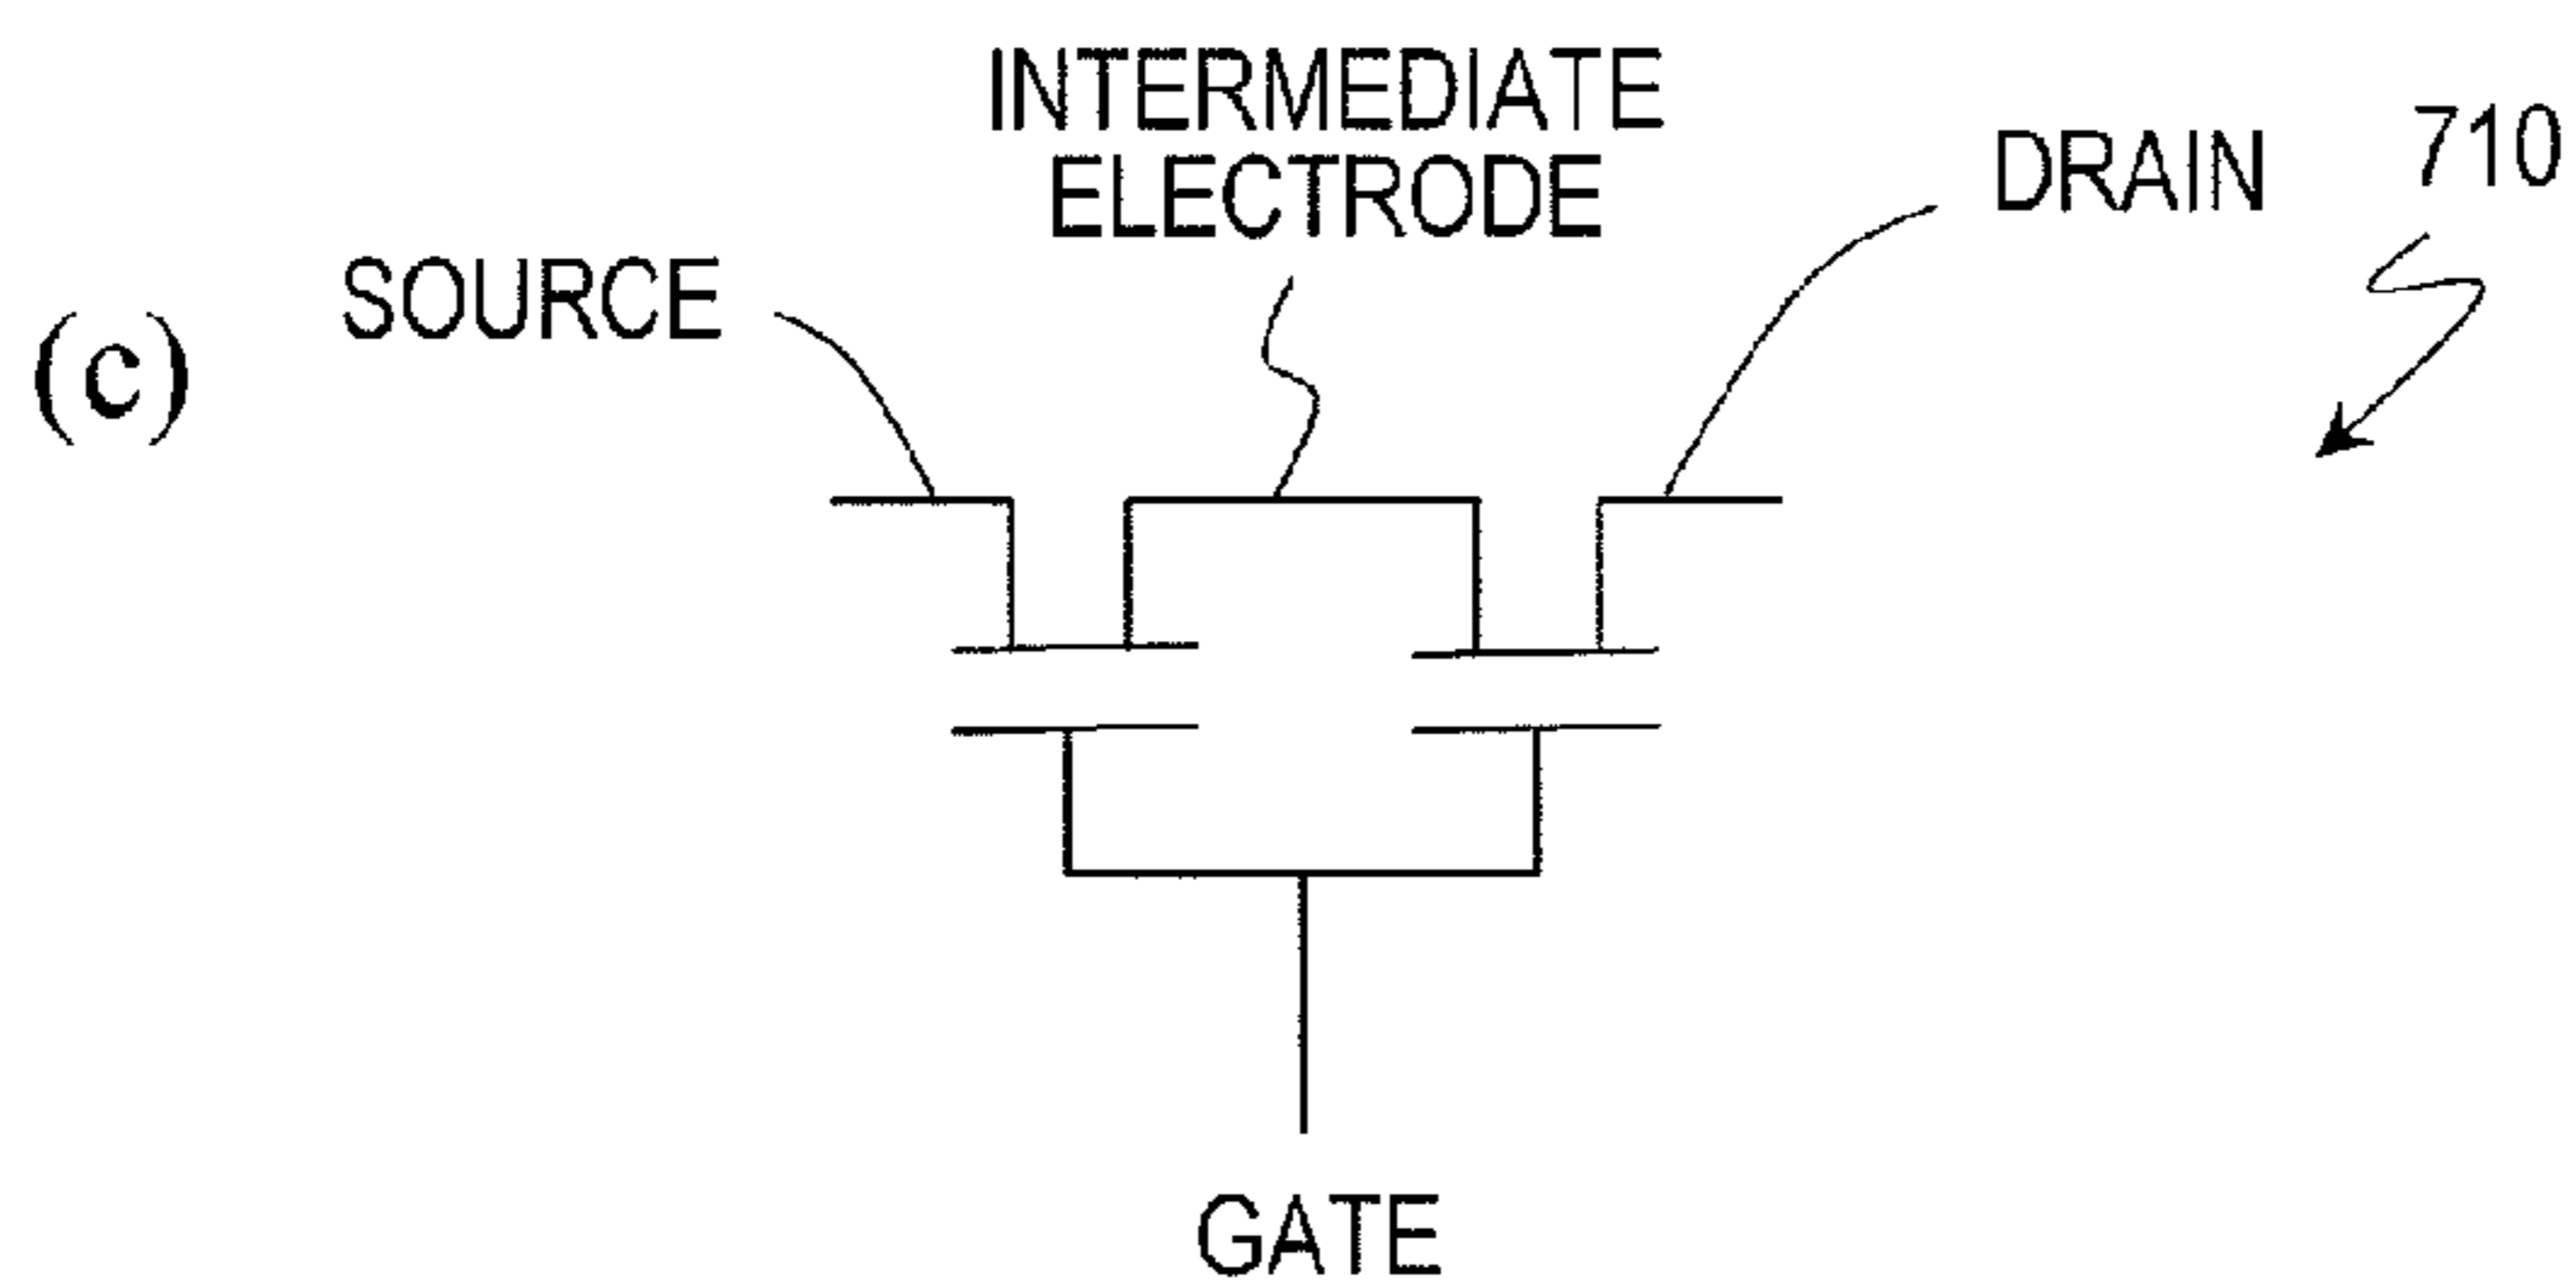 INTERMEDIATE
ELECTRODE
DRAIN
710
SOURCE
(c)
GATE